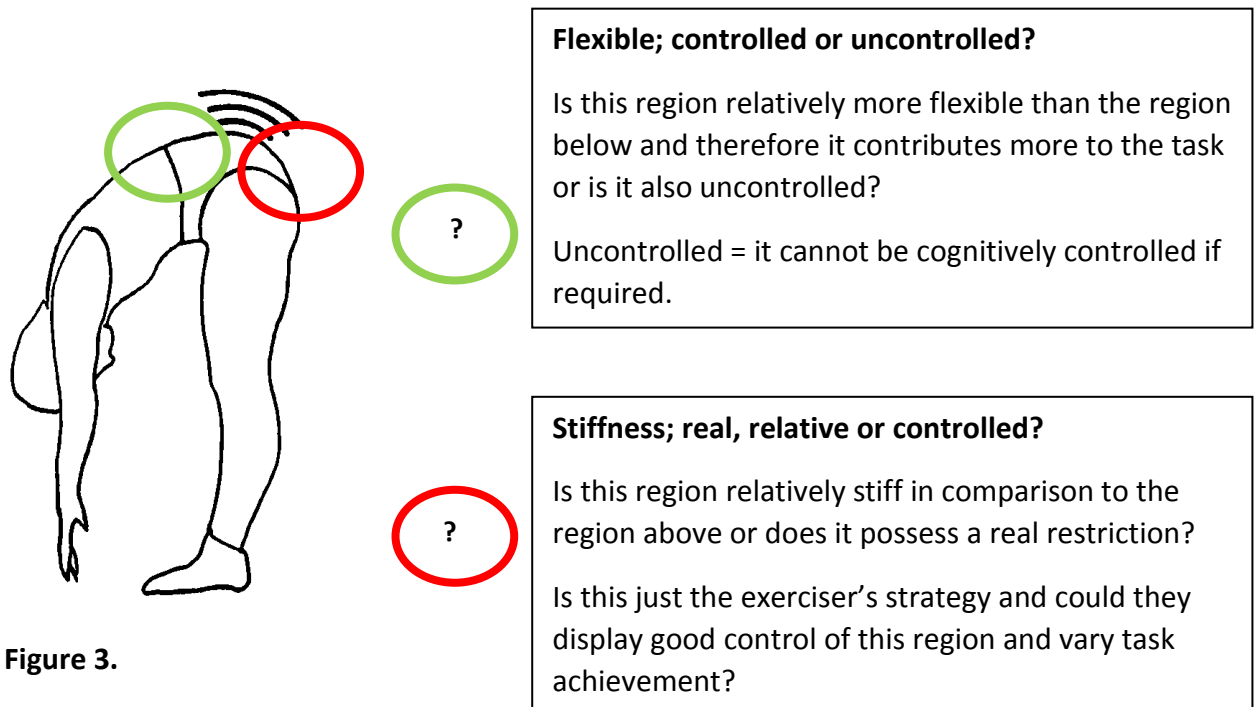 Flexible; controlled or uncontrolled?
Is this region relatively more flexible than the region
below and therefore it contributes more to the task
or is it also uncontrolled?
Uncontrolled = it cannot be cognitively controlled if
required.
?
Stiffness; real, relative or controlled?
Is this region relatively stiff in comparison to the
region above or does it possess a real restriction?
Is this just the exerciser’s strategy and could they
display good control of this region and vary task
achievement?
?
Figure 3.